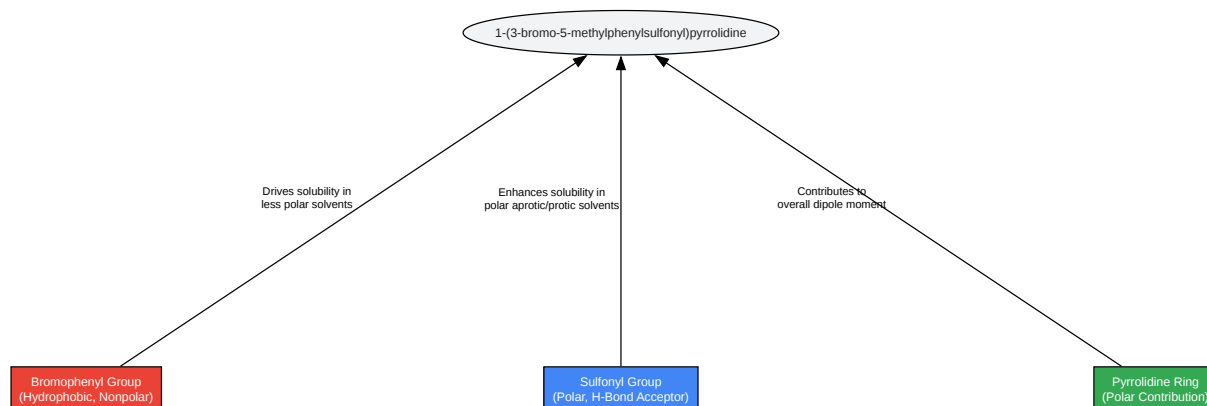 1-(3-bromo-5-methylphenylsulfonyl)pyrrolidine
Drives solubility in
less polar solvents
Enhances solubility in
polar aprotic/protic solvents
Contributes to
overall dipole moment
Bromophenyl Group
(Hydrophobic, Nonpolar)
Sulfonyl Group
(Polar, H-Bond Acceptor)
Pyrrolidine Ring
(Polar Contribution)